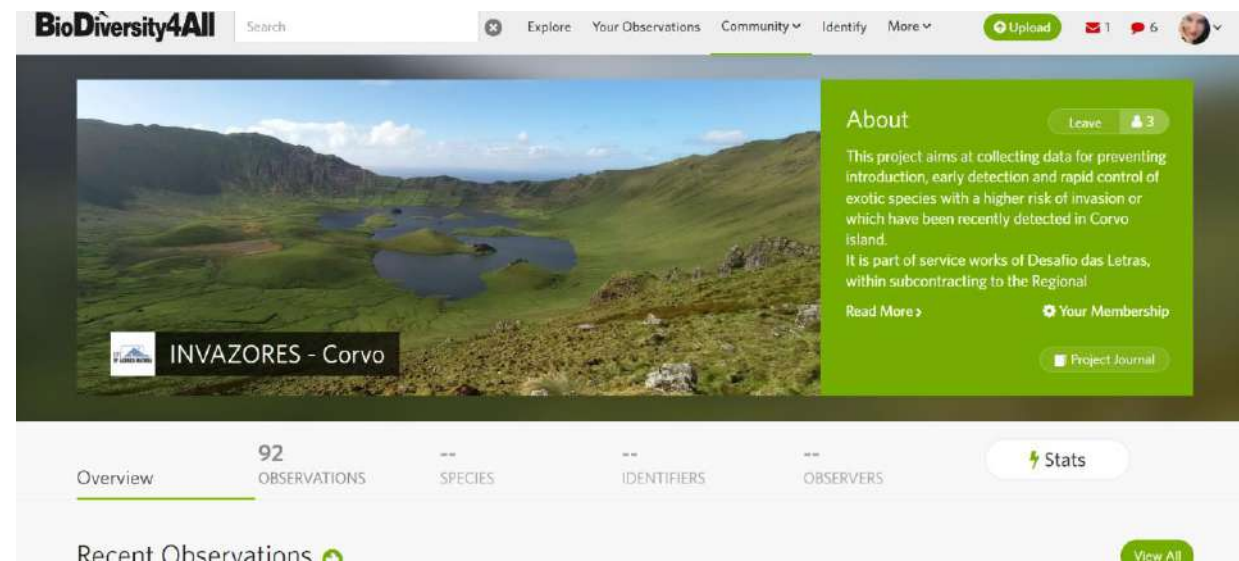 BioDiversity4All Search Explore Your Observations Community Identify More Upload 1 6
About Leave 3
This project aims at collecting data for preventing
introduction, early detection and rapid control of
exotic species with a higher risk of invasion or
which have been recently detected in Corvo
island.
It is part of service works of Desafio das Letras,
within subcontracting to the Regional
Read More > Your Membership
Project Journal
INVAZORES - Corvo
Overview
92
OBSERVATIONS
--
SPECIES
--
IDENTIFIERS
--
OBSERVERS
Stats
Recent Observations
View All